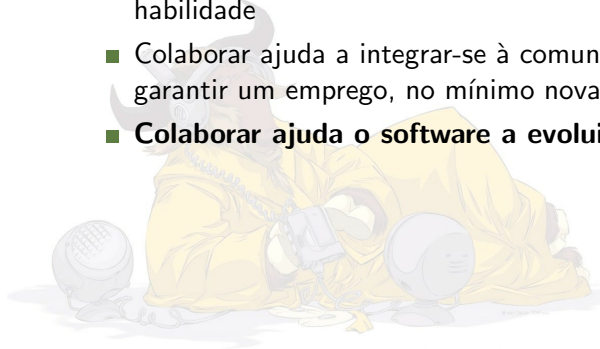 habilidade
Colaborar ajuda a integrar-se à comun
garantir um emprego, no mínimo nova
Colaborar ajuda o software a evolui